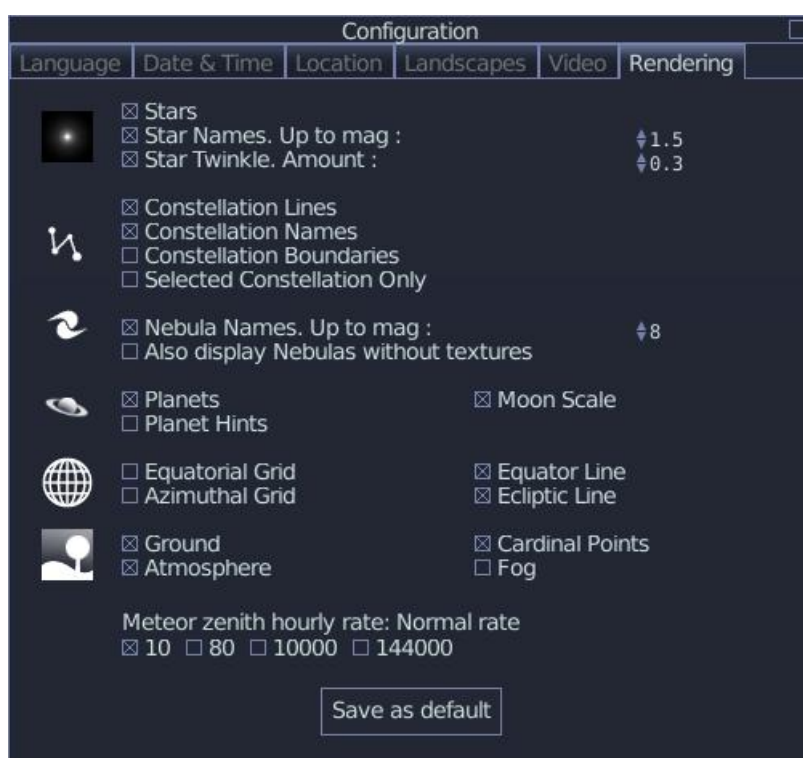 Configuration
Language Date & Time Location Landscapes Video Rendering
Stars
Star Names. Up to mag : 1.5
Star Twinkle. Amount : 0.3
Constellation Lines
Constellation Names
Constellation Boundaries
Selected Constellation Only
Nebula Names. Up to mag : 8
Also display Nebulas without textures
Planets Moon Scale
Planet Hints
Equatorial Grid Equator Line
Azimuthal Grid Ecliptic Line
Ground Cardinal Points
Atmosphere Fog
Meteor zenith hourly rate: Normal rate
10 80 10000 144000
Save as default